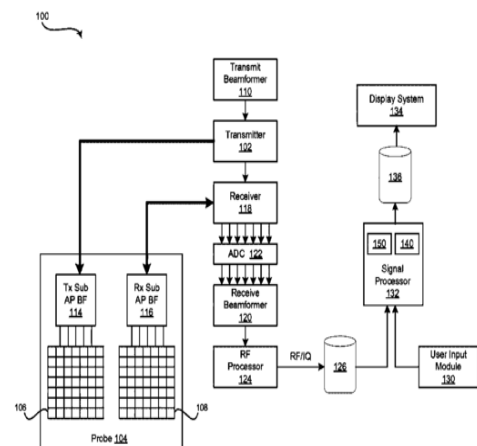 100
Transmit
Beamformer
110
Transmitter
102
Receiver
118
ADC 122
Receive
Beamformer
120
RF
Processor
124
RF/IQ
126
Tx Sub
AP BF
114
Rx Sub
AP BF
116
106
108
Probe 104
Display System
134
136
150 140
Signal
Processor
132
User Input
Module
130